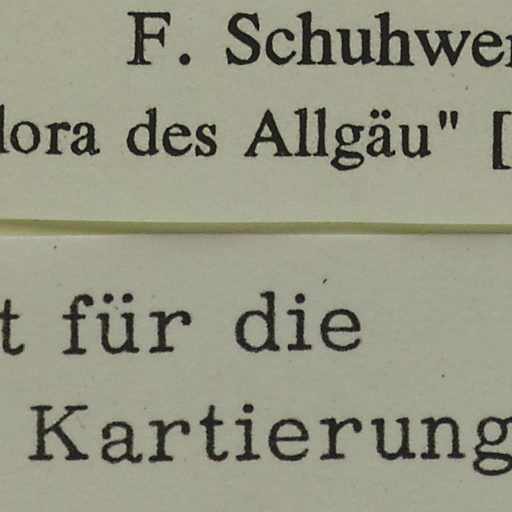 F. Schuhwer
lora des Allgäu" [
t für die
Kartierung